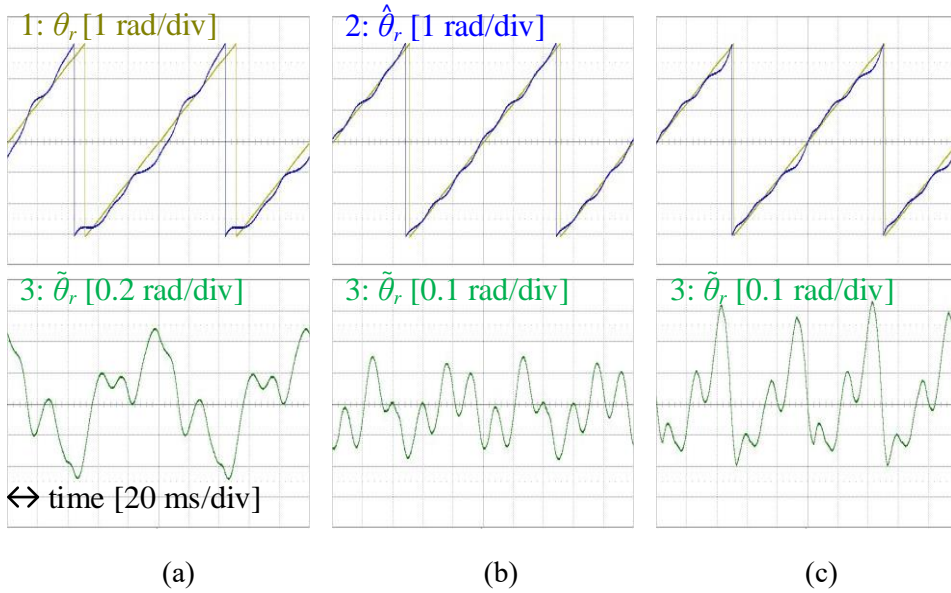 1: θr [1 rad/div]
2: θ̂r [1 rad/div]
3: θ̃r [0.2 rad/div]
3: θ̃r [0.1 rad/div]
3: θ̃r [0.1 rad/div]
↔ time [20 ms/div]
(a)
(b)
(c)